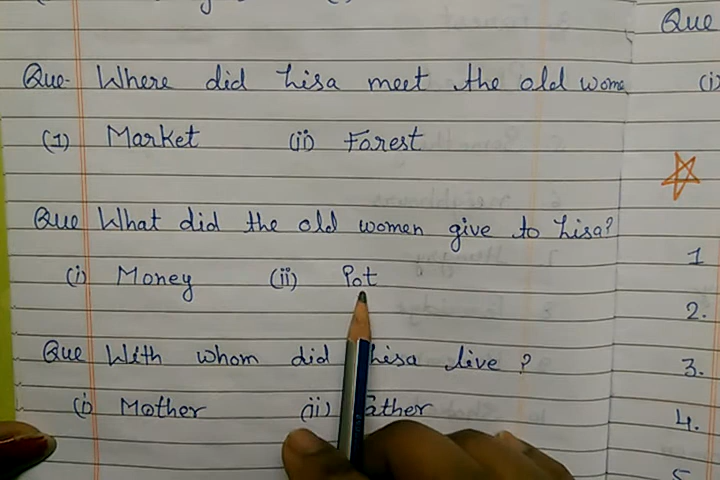 Que- Where did Lisa meet the old wome
(1) Market (ii) Forest
Que What did the old women give to Lisa?
(i) Money (ii) Pot
Que With whom did Lisa live ?
(i) Mother (ii) Father
Que
(i)
1
2.
3.
4.
5